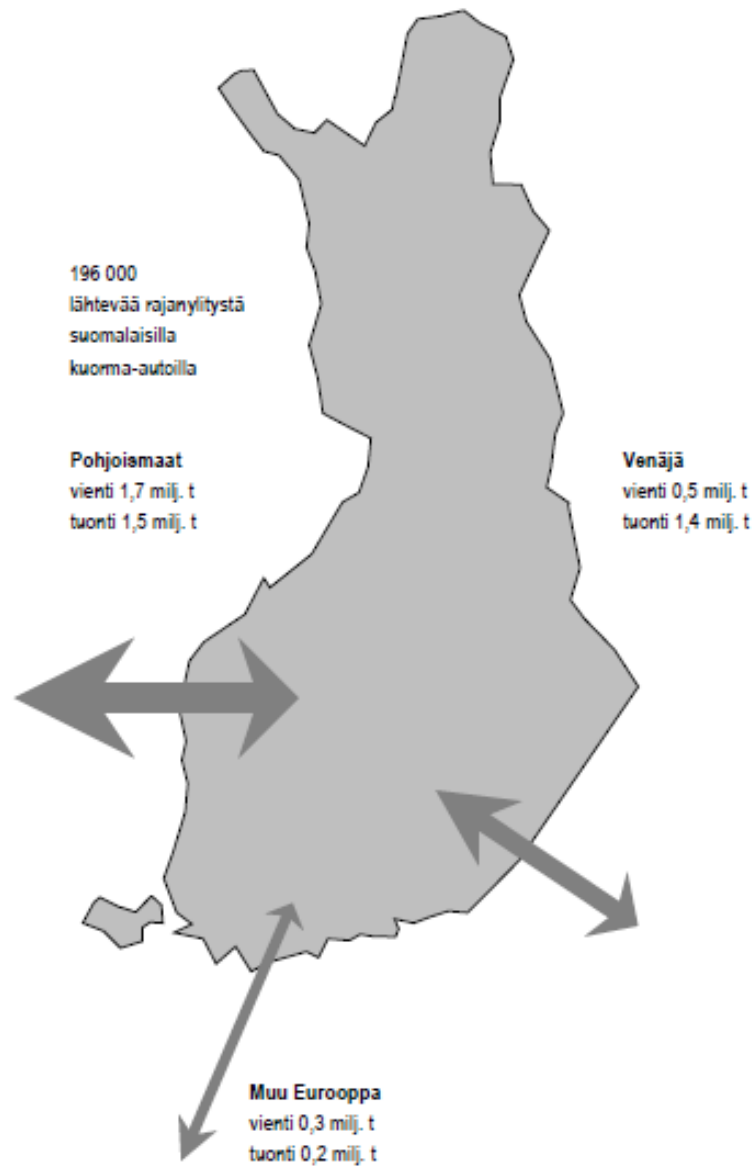 196 000
lähtevää rajanylitystä
suomalaisilla
kuorma-autoilla
Pohjoismaat
vienti 1,7 milj. t
tuonti 1,5 milj. t
Venäjä
vienti 0,5 milj. t
tuonti 1,4 milj. t
Muu Eurooppa
vienti 0,3 milj. t
tuonti 0,2 milj. t